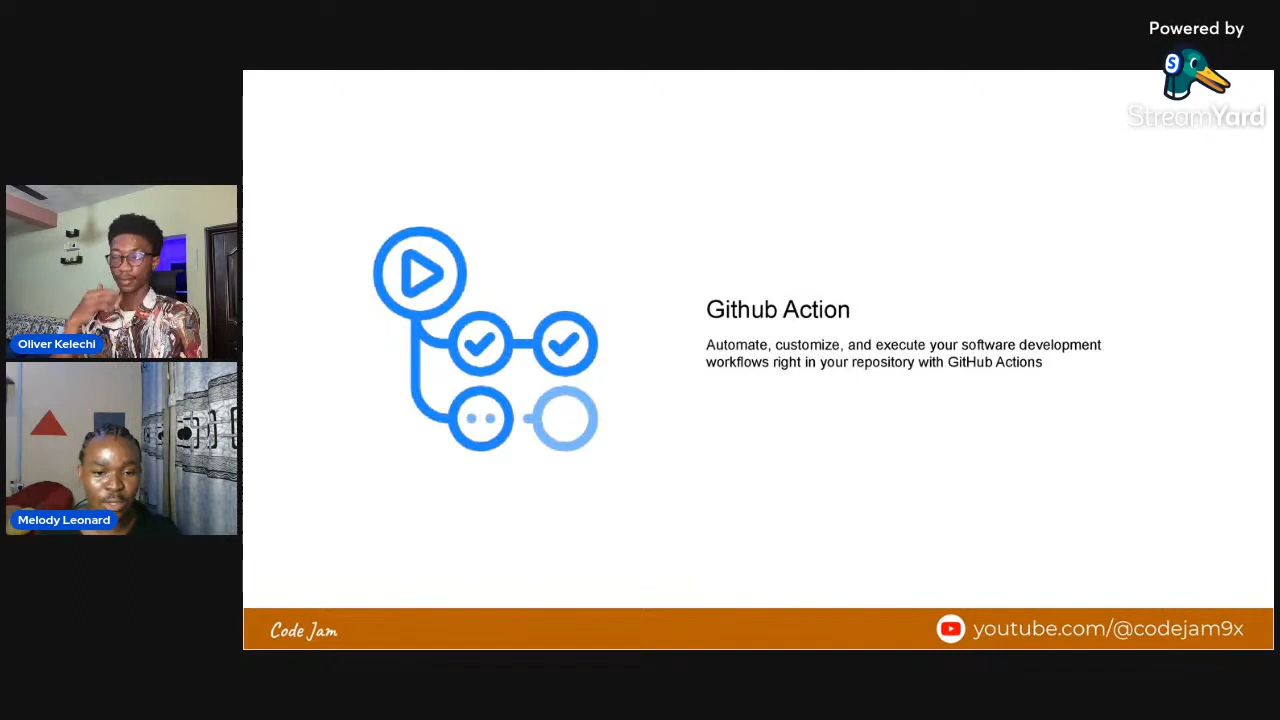 Powered by
S
StreamYard
Oliver Kelechi
Melody Leonard
Github Action
Automate, customize, and execute your software development
workflows right in your repository with GitHub Actions
Code Jam
youtube.com/@codejam9x